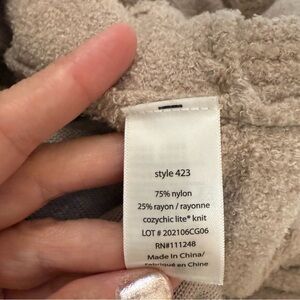 style 423
75% nylon
25% rayon / rayonne
cozychic lite® knit
LOT # 202106CG06
RN#111248
Made In China/
fabriqué en Chine